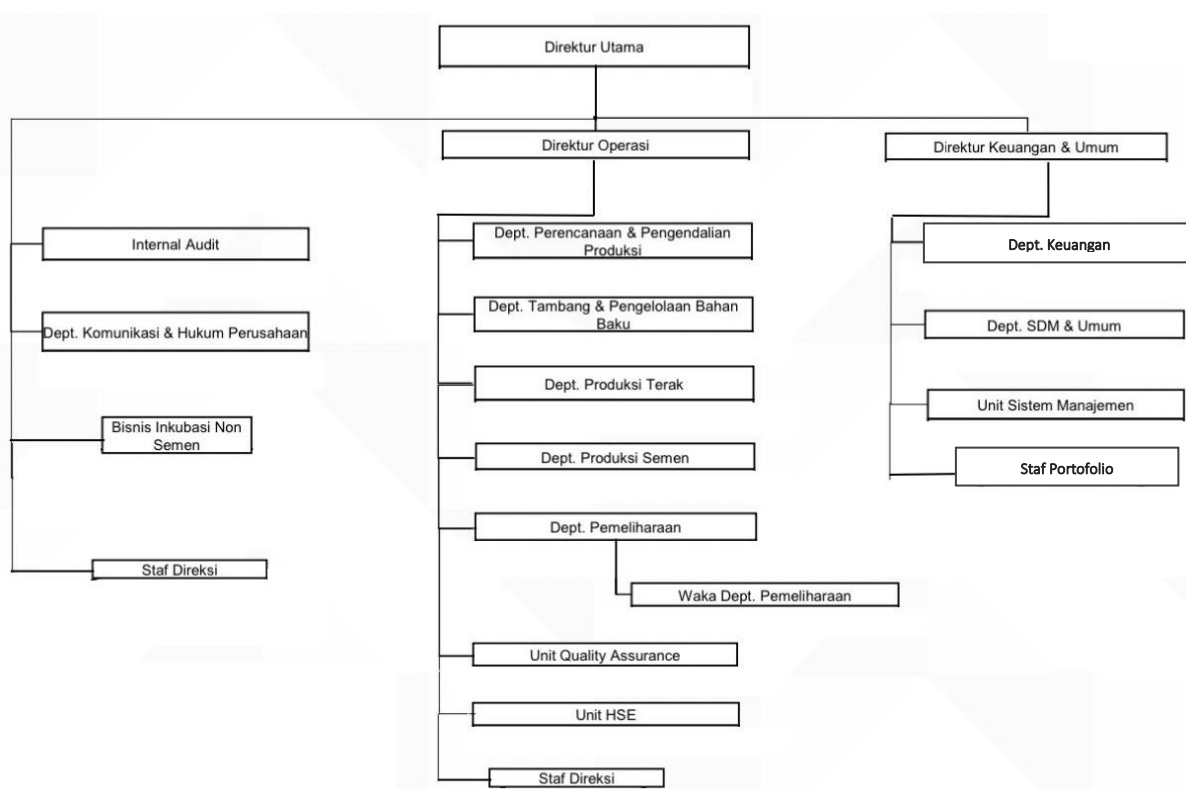 Direktur Utama
Direktur Operasi
Direktur Keuangan & Umum
Internal Audit
Dept. Komunikasi & Hukum Perusahaan
Bisnis Inkubasi Non
Semen
Staf Direksi
Dept. Perencanaan & Pengendalian
Produksi
Dept. Tambang & Pengelolaan Bahan
Baku
Dept. Produksi Terak
Dept. Produksi Semen
Dept. Pemeliharaan
Waka Dept. Pemeliharaan
Unit Quality Assurance
Unit HSE
Staf Direksi
Dept. Keuangan
Dept. SDM & Umum
Unit Sistem Manajemen
Staf Portofolio